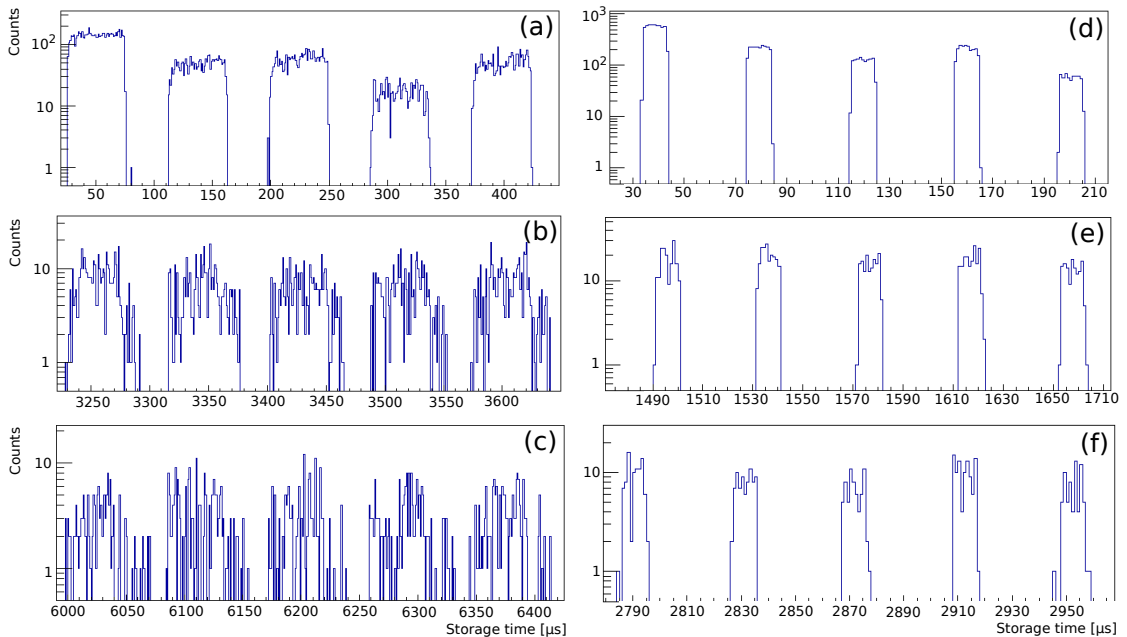 Counts
10²
10
1
50 100 150 200 250 300 350 400
(a)
10³
10²
10
1
30 50 70 90 110 130 150 170 190 210
(d)
Counts
10
1
3250 3300 3350 3400 3450 3500 3550 3600
(b)
10
1
1490 1510 1530 1550 1570 1590 1610 1630 1650 1710
(e)
Counts
10
1
6000 6050 6100 6150 6200 6250 6300 6350 6400
Storage time [µs]
(c)
10
1
2790 2810 2830 2850 2870 2890 2910 2930 2950
Storage time [µs]
(f)